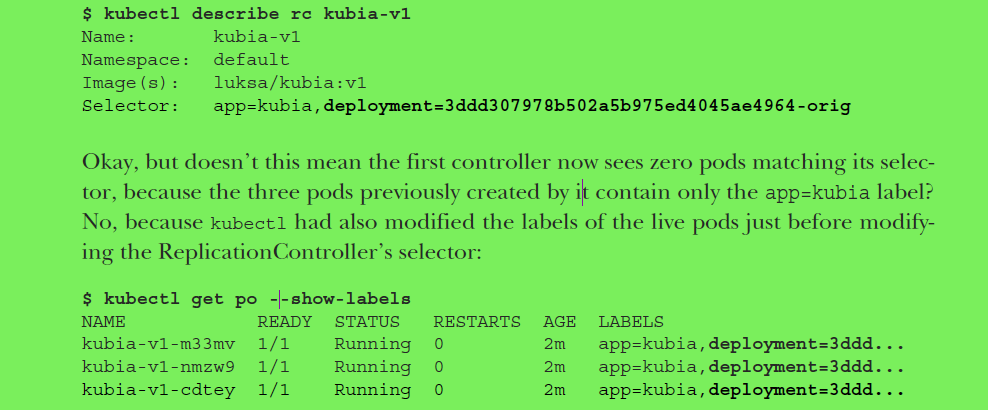 $ kubectl describe rc kubia-v1
Name: kubia-v1
Namespace: default
Image(s): luksa/kubia:v1
Selector: app=kubia,deployment=3ddd307978b502a5b975ed4045ae4964-orig
Okay, but doesn't this mean the first controller now sees zero pods matching its selec-
tor, because the three pods previously created by it contain only the app=kubia label?
No, because kubectl had also modified the labels of the live pods just before modify-
ing the ReplicationController's selector:
$ kubectl get po --show-labels
NAME READY STATUS RESTARTS AGE LABELS
kubia-v1-m33mv 1/1 Running 0 2m app=kubia,deployment=3ddd...
kubia-v1-nmzw9 1/1 Running 0 2m app=kubia,deployment=3ddd...
kubia-v1-cdtey 1/1 Running 0 2m app=kubia,deployment=3ddd...